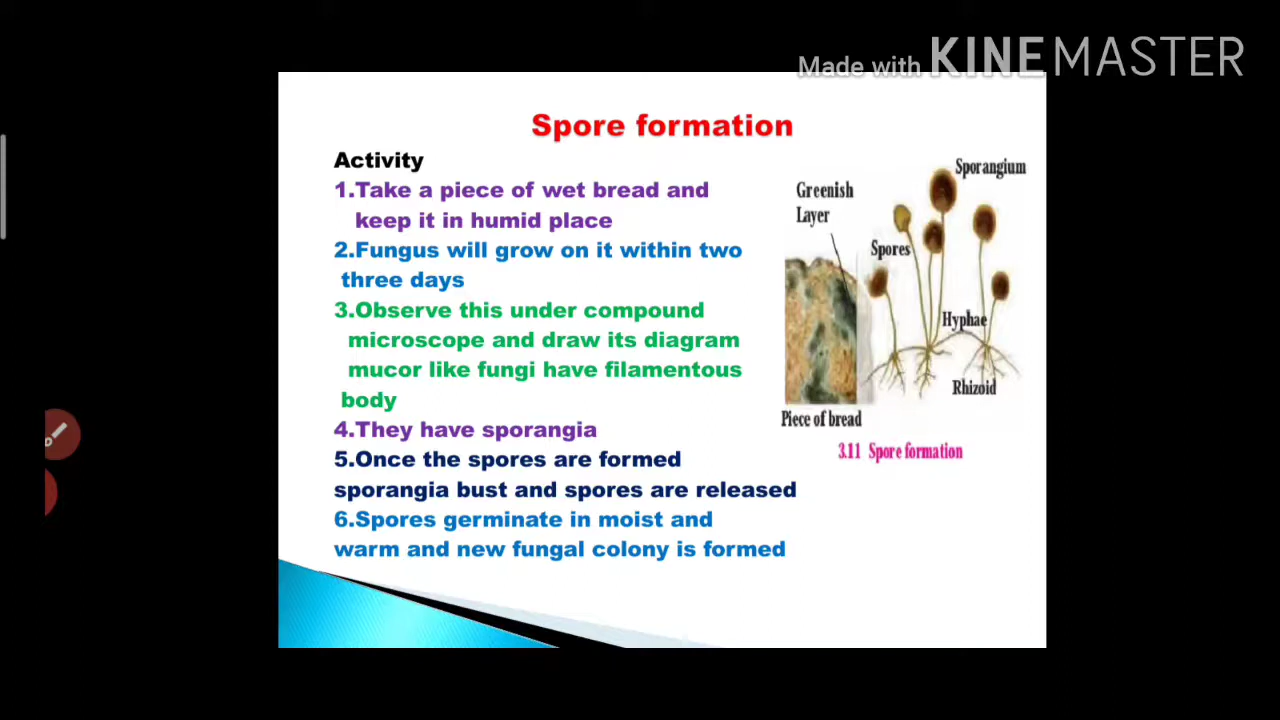 Made with KINEMASTER
Spore formation
Activity
1.Take a piece of wet bread and
keep it in humid place
2.Fungus will grow on it within two
three days
3.Observe this under compound
microscope and draw its diagram
mucor like fungi have filamentous
body
4.They have sporangia
5.Once the spores are formed
sporangia bust and spores are released
6.Spores germinate in moist and
warm and new fungal colony is formed
Sporangium
Greenish
Layer
Spores
Hyphae
Rhizoid
Piece of bread
3.11 Spore formation